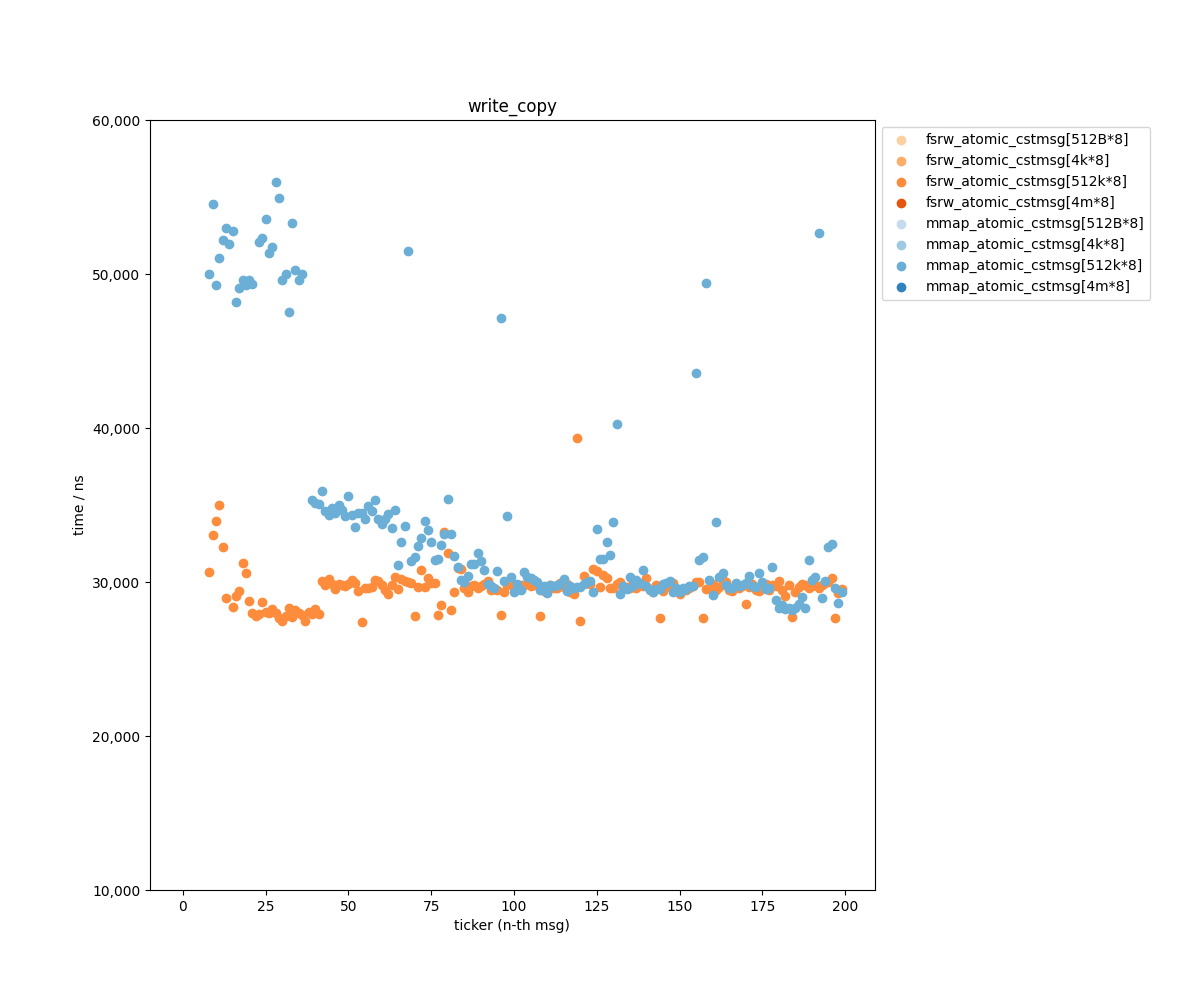 write_copy
60,000
50,000
40,000
30,000
20,000
10,000
time / ns
0 25 50 75 100 125 150 175 200
ticker (n-th msg)
fsrw_atomic_cstmsg[512B*8]
fsrw_atomic_cstmsg[4k*8]
fsrw_atomic_cstmsg[512k*8]
fsrw_atomic_cstmsg[4m*8]
mmap_atomic_cstmsg[512B*8]
mmap_atomic_cstmsg[4k*8]
mmap_atomic_cstmsg[512k*8]
mmap_atomic_cstmsg[4m*8]